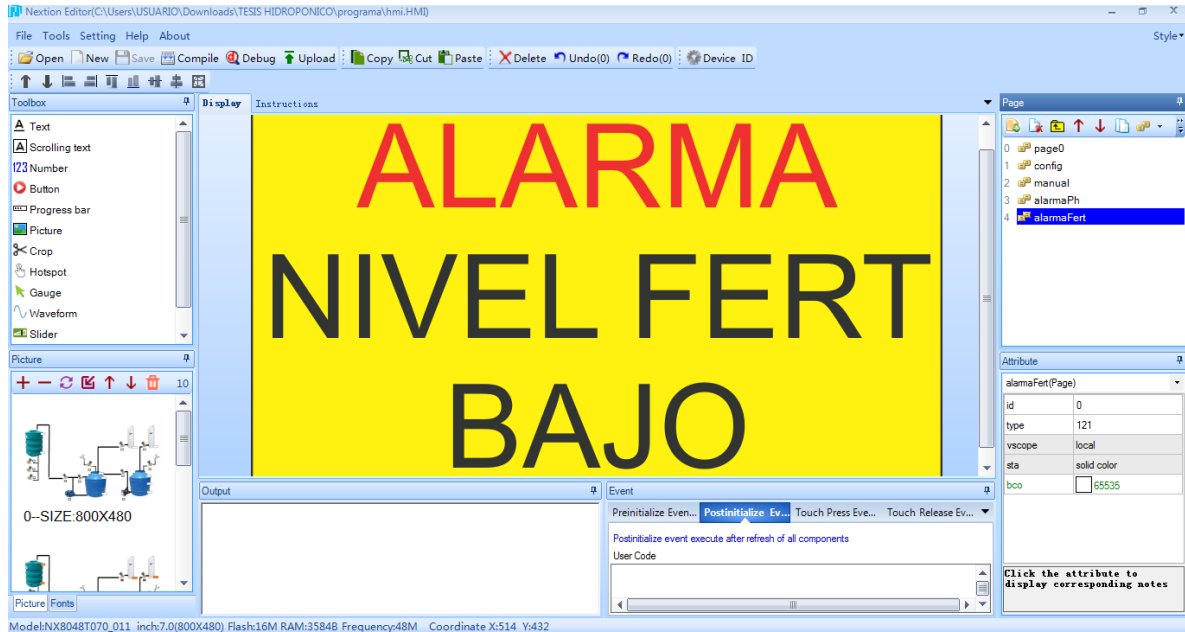 Nextion Editor(C:\Users\USUARIO\Downloads\TESIS HIDROPONICO\programa\hmi.HMI)
File Tools Setting Help About
Style
Open New Save Compile Debug Upload Copy Cut Paste Delete Undo(0) Redo(0) Device ID
Toolbox
A Text
A Scrolling text
123 Number
Button
Progress bar
Picture
Crop
Hotspot
Gauge
Waveform
Slider
Picture
10
0--SIZE:800X480
Picture Fonts
Display Instructions
ALARMA
NIVEL FERT
BAJO
Output
Event
Preinitialize Even... Postinitialize Ev... Touch Press Eve... Touch Release Ev...
Postinitialize event execute after refresh of all components
User Code
Page
0 page0
1 config
2 manual
3 alarmaPh
4 alarmaFert
Attribute
alarmaFert(Page)
id 0
type 121
vscope local
sta solid color
bco 65535
Click the attribute to
display corresponding notes
Model:NX8048T070_011 inch:7.0(800X480) Flash:16M RAM:3584B Frequency:48M Coordinate X:514 Y:432